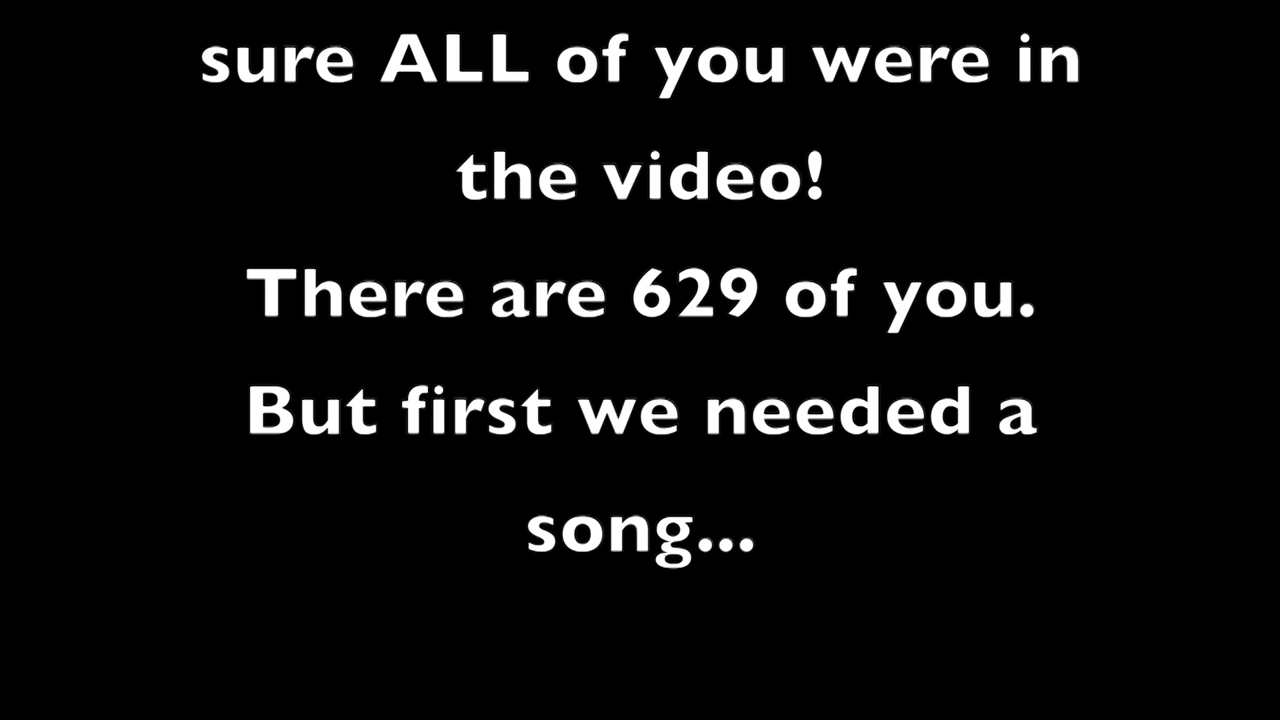 sure ALL of you were in
the video!
There are 629 of you.
But first we needed a
song...